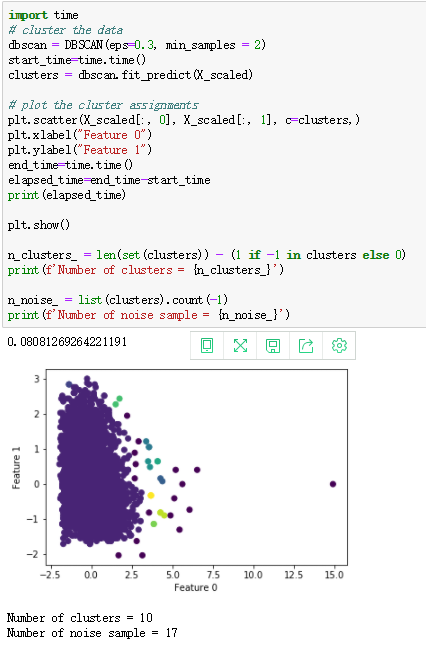 import time
# cluster the data
dbscan = DBSCAN(eps=0.3, min_samples = 2)
start_time=time.time()
clusters = dbscan.fit_predict(X_scaled)
# plot the cluster assignments
plt.scatter(X_scaled[:, 0], X_scaled[:, 1], c=clusters,)
plt.xlabel("Feature 0")
plt.ylabel("Feature 1")
end_time=time.time()
elapsed_time=end_time-start_time
print(elapsed_time)
plt.show()
n_clusters_ = len(set(clusters)) - (1 if -1 in clusters else 0)
print(f'Number of clusters = {n_clusters_}')
n_noise_ = list(clusters).count(-1)
print(f'Number of noise sample = {n_noise_}')
0.08081269264221191
3
2
1
0
−1
−2
Feature 1
−2.5 0.0 2.5 5.0 7.5 10.0 12.5 15.0
Feature 0
Number of clusters = 10
Number of noise sample = 17